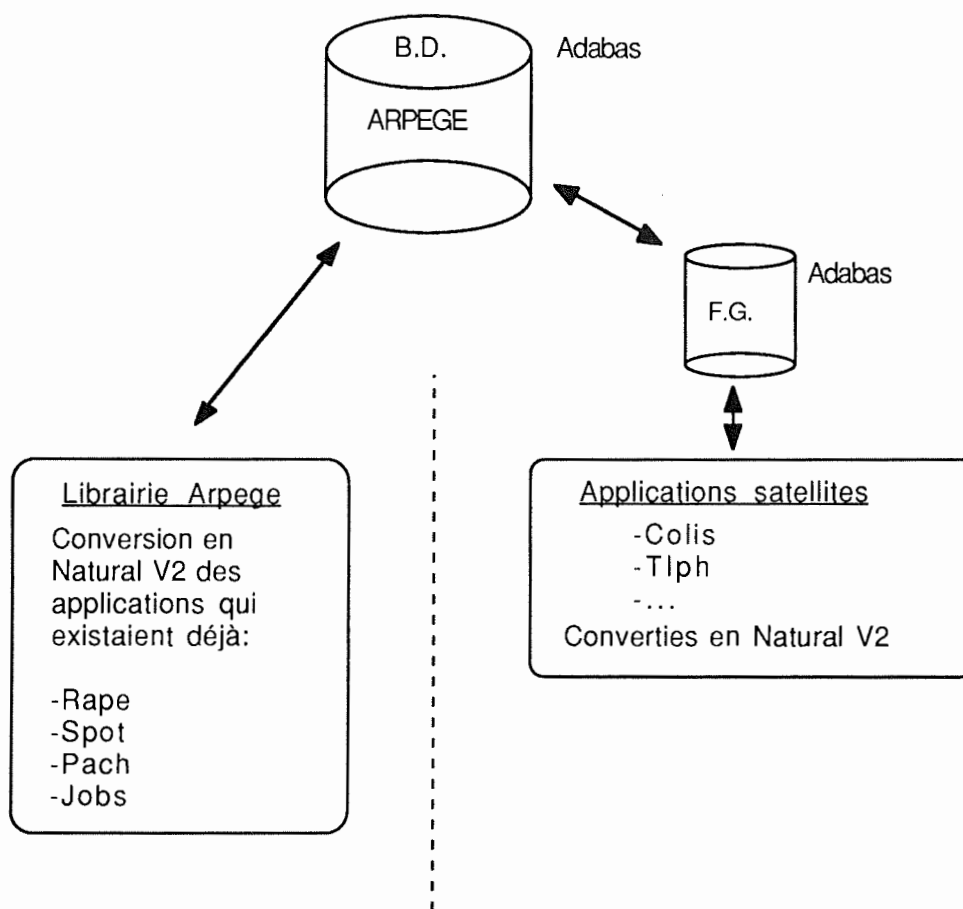 B.D.
Adabas
ARPEGE
Adabas
F.G.
Librairie Arpege
Conversion en
Natural V2 des
applications qui
existaient déjà:
-Rape
-Spot
-Pach
-Jobs
Applications satellites
-Colis
-Tlph
-...
Converties en Natural V2